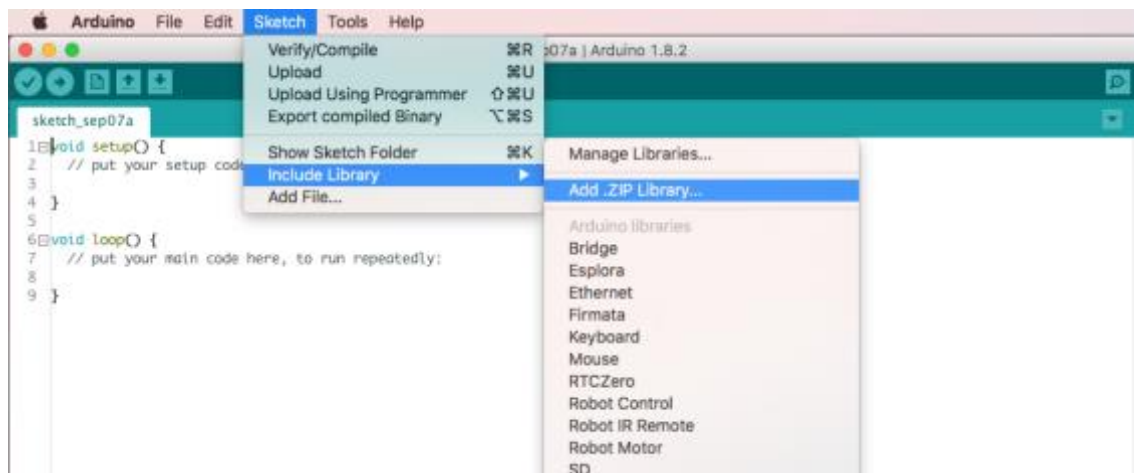 Arduino File Edit Sketch Tools Help
Verify/Compile ⌘R
Upload ⌘U
Upload Using Programmer ⇧⌘U
Export compiled Binary ⌥⌘S
Show Sketch Folder ⌘K
Include Library
Add File...
p07a | Arduino 1.8.2
sketch_sep07a
1 void setup() {
2 // put your setup code
3
4 }
5
6 void loop() {
7 // put your main code here, to run repeatedly:
8
9 }
Manage Libraries...
Add .ZIP Library...
Arduino libraries
Bridge
Esplora
Ethernet
Firmata
Keyboard
Mouse
RTCZero
Robot Control
Robot IR Remote
Robot Motor
SD